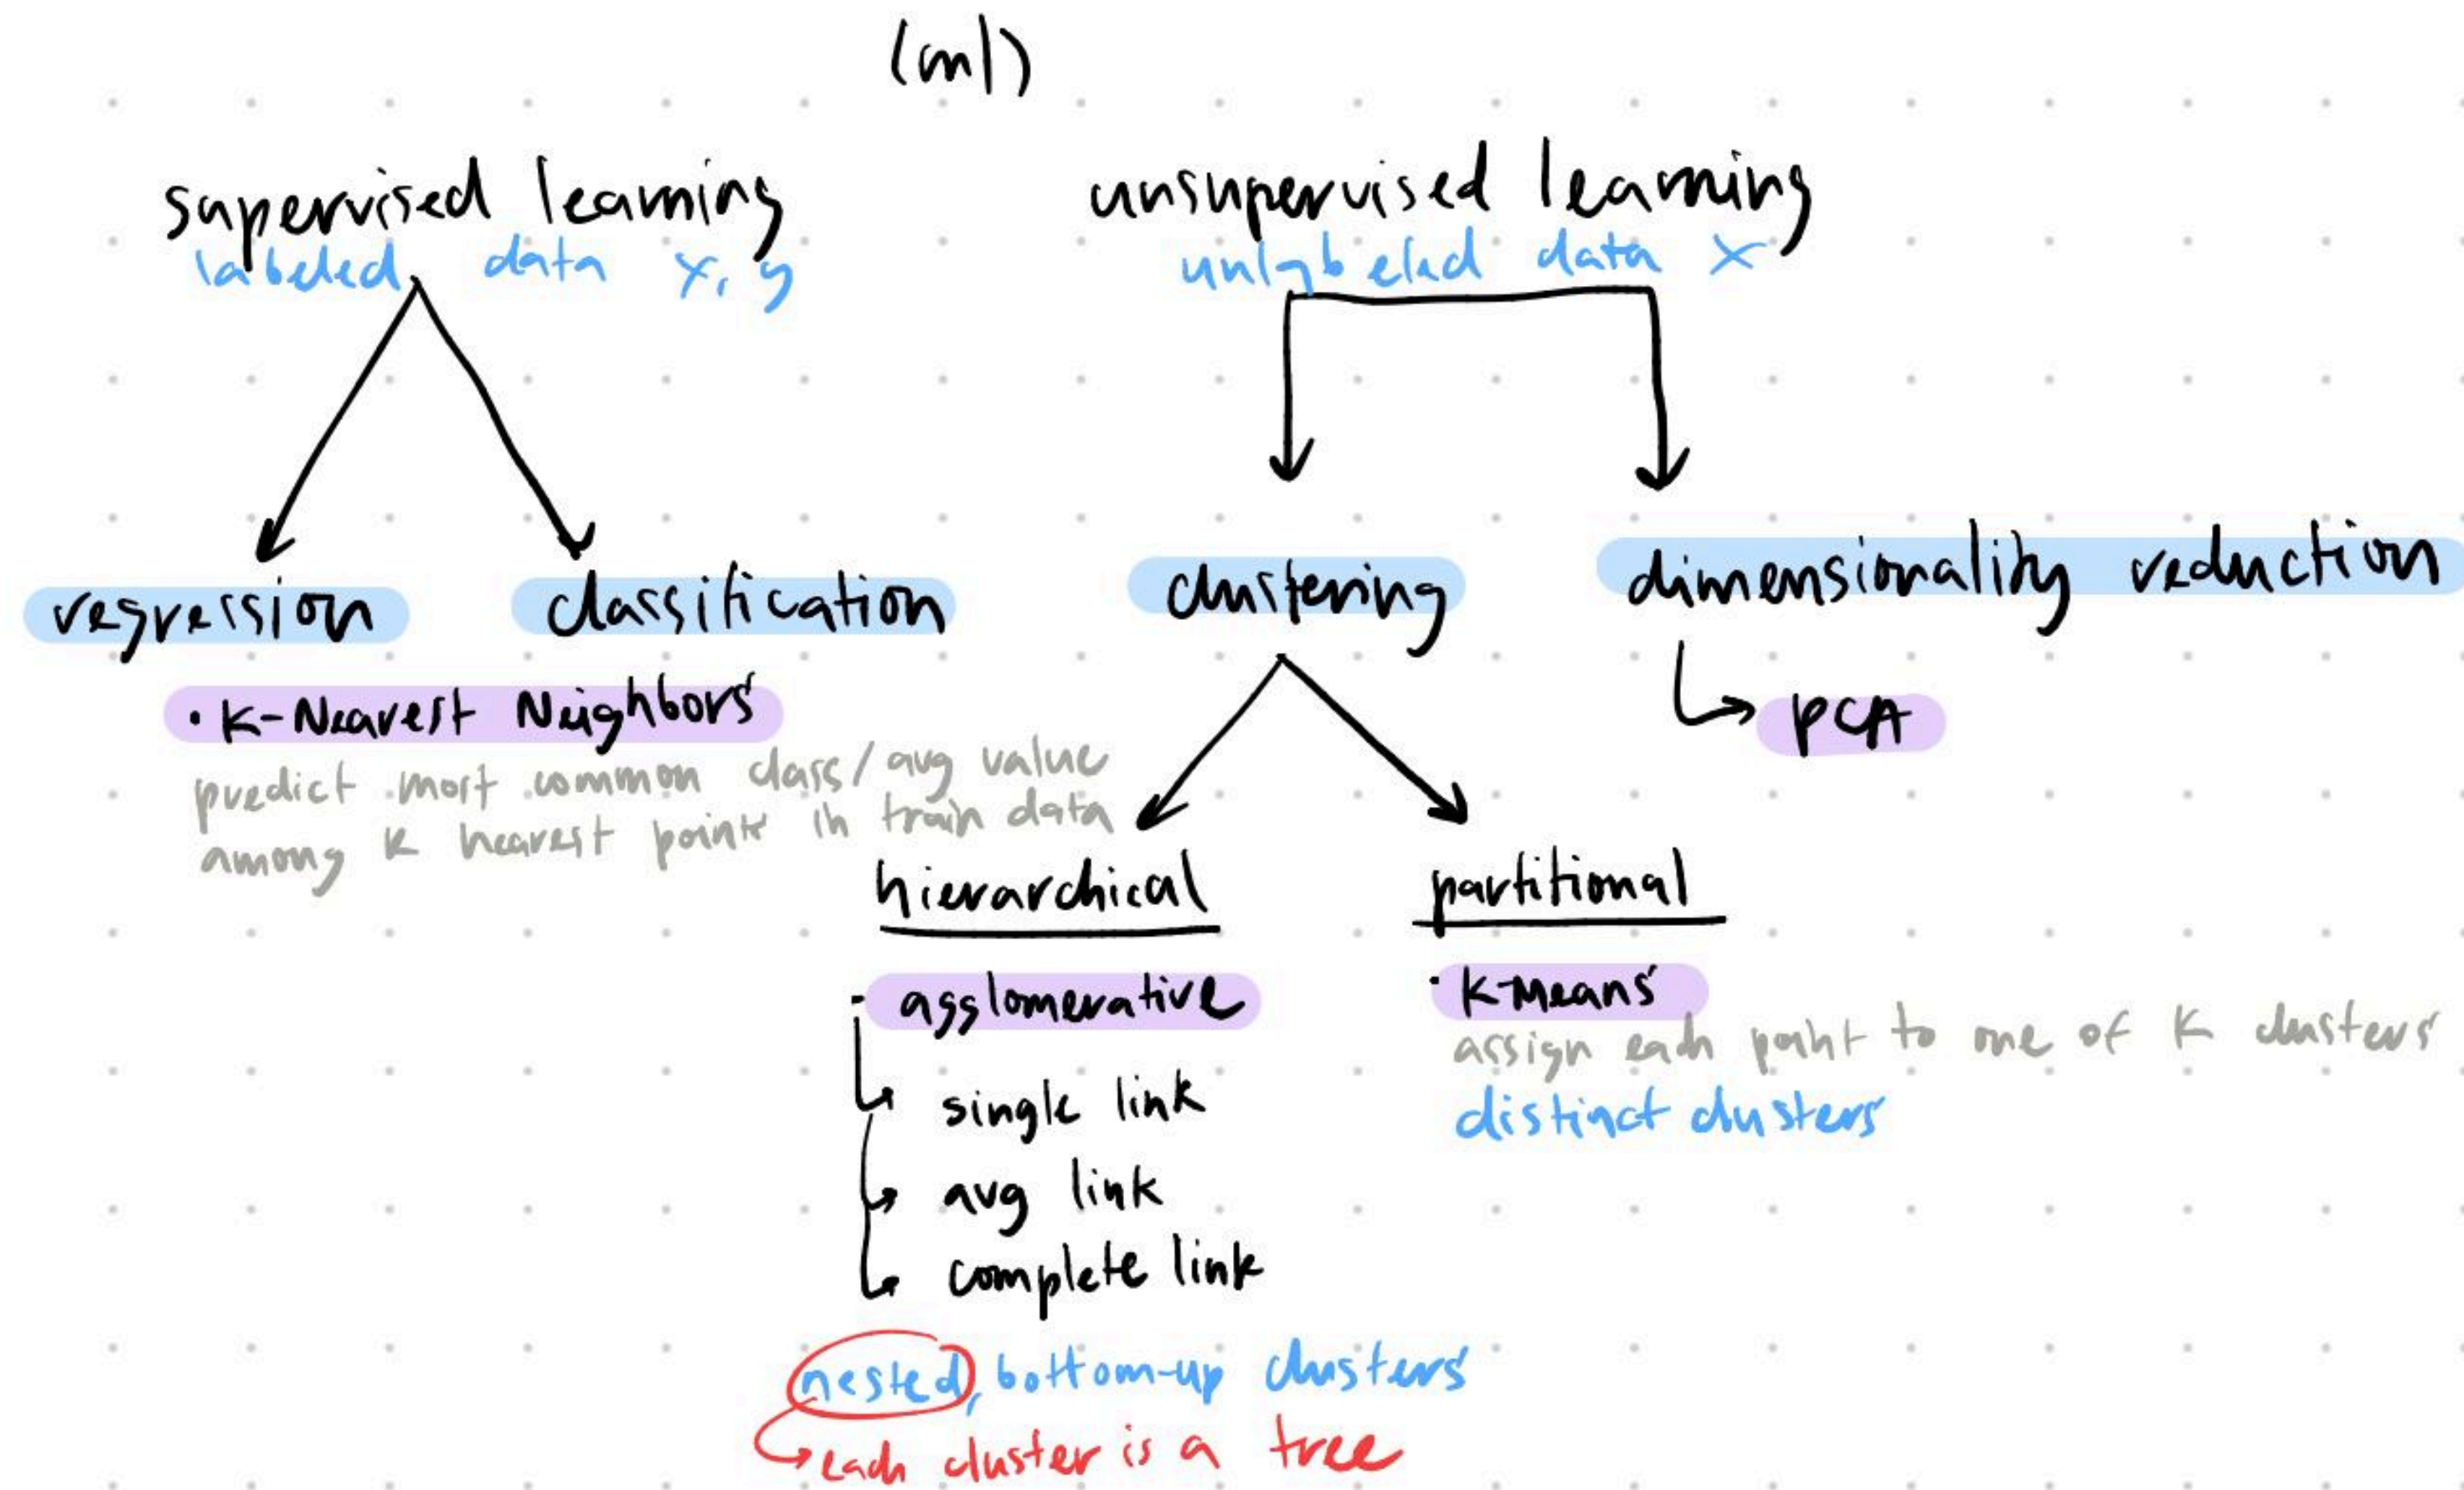 (ml)
supervised learning
labeled data x, y
unsupervised learning
unlabeled data x
regression
classification
clustering
dimensionality reduction
• K-Nearest Neighbors
predict most common class/avg value
among K nearest points in train data
→ PCA
hierarchical
partitional
• agglomerative
single link
avg link
complete link
• K-Means
assign each point to one of K clusters
distinct clusters
nested, bottom-up clusters
each cluster is a tree